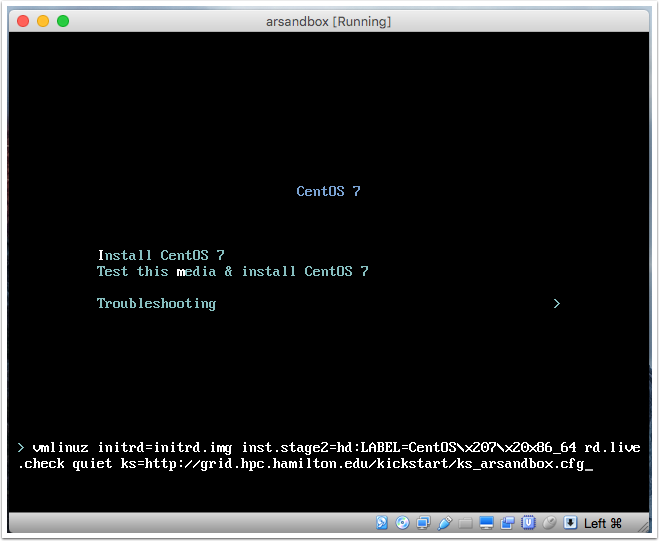 arsandbox [Running]
CentOS 7
Install CentOS 7
Test this media & install CentOS 7
Troubleshooting >
> vmlinuz initrd=initrd.img inst.stage2=hd:LABEL=CentOS\x207\x20x86_64 rd.live
.check quiet ks=http://grid.hpc.hamilton.edu/kickstart/ks_arsandbox.cfg_
Left ⌘